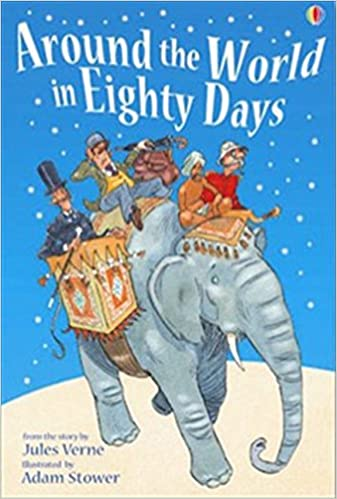 Around the World
in Eighty Days
from the story by
Jules Verne
Illustrated by
Adam Stower